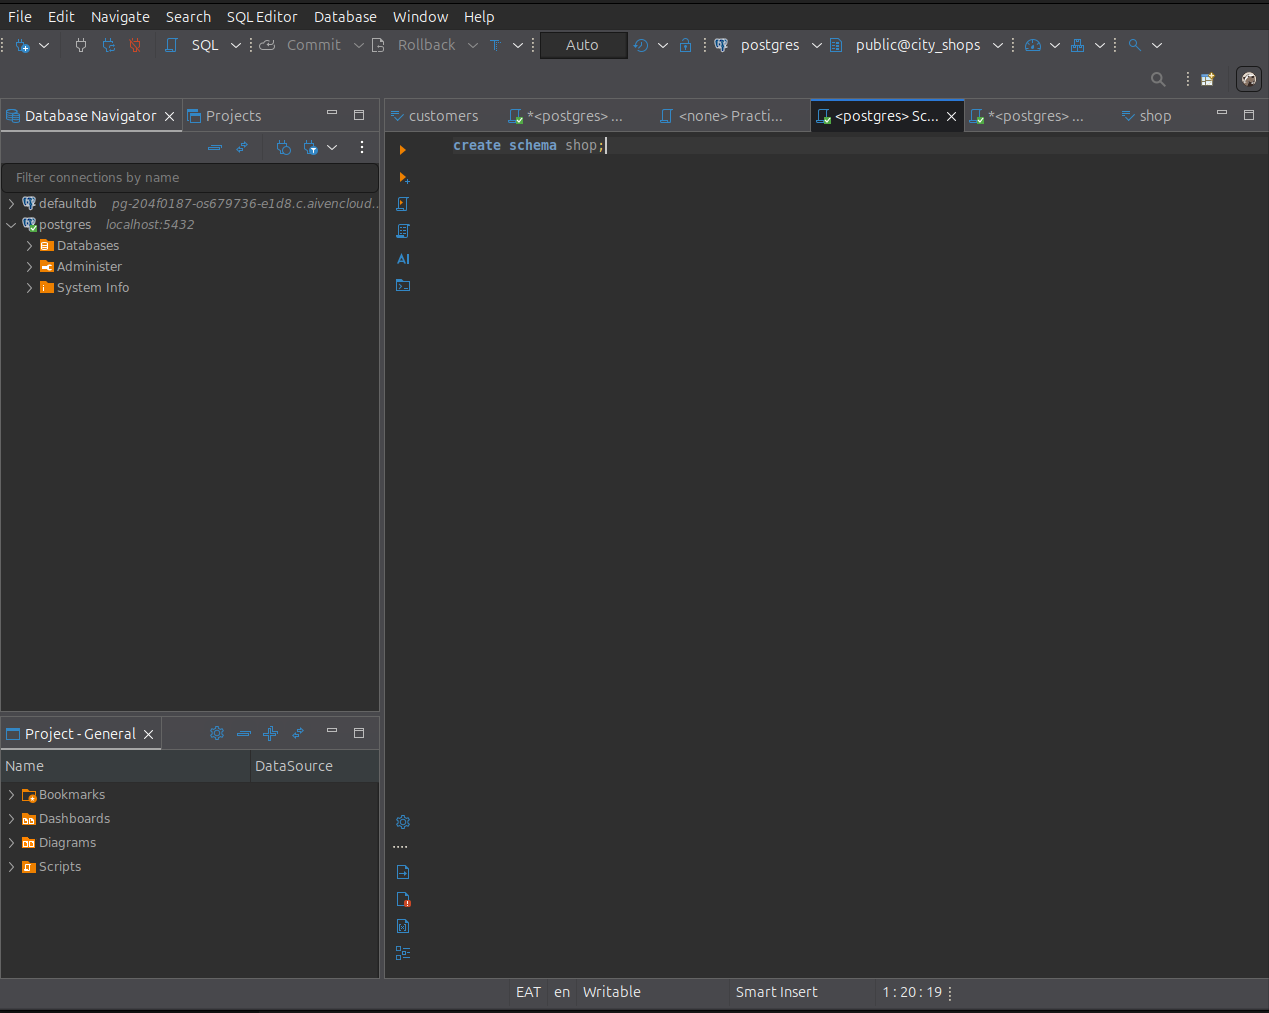 File Edit Navigate Search SQL Editor Database Window Help
SQL Commit Rollback T Auto postgres public@city_shops
Database Navigator Projects
customers *<postgres> ... <none> Practi... <postgres> Sc... *<postgres> ... shop
Filter connections by name
create schema shop;
defaultdb pg-204f0187-os679736-e1d8.c.aivencloud...
postgres localhost:5432
Databases
Administer
System Info
AI
Project - General
Name DataSource
Bookmarks
Dashboards
Diagrams
Scripts
EAT en Writable Smart Insert 1 : 20 : 19